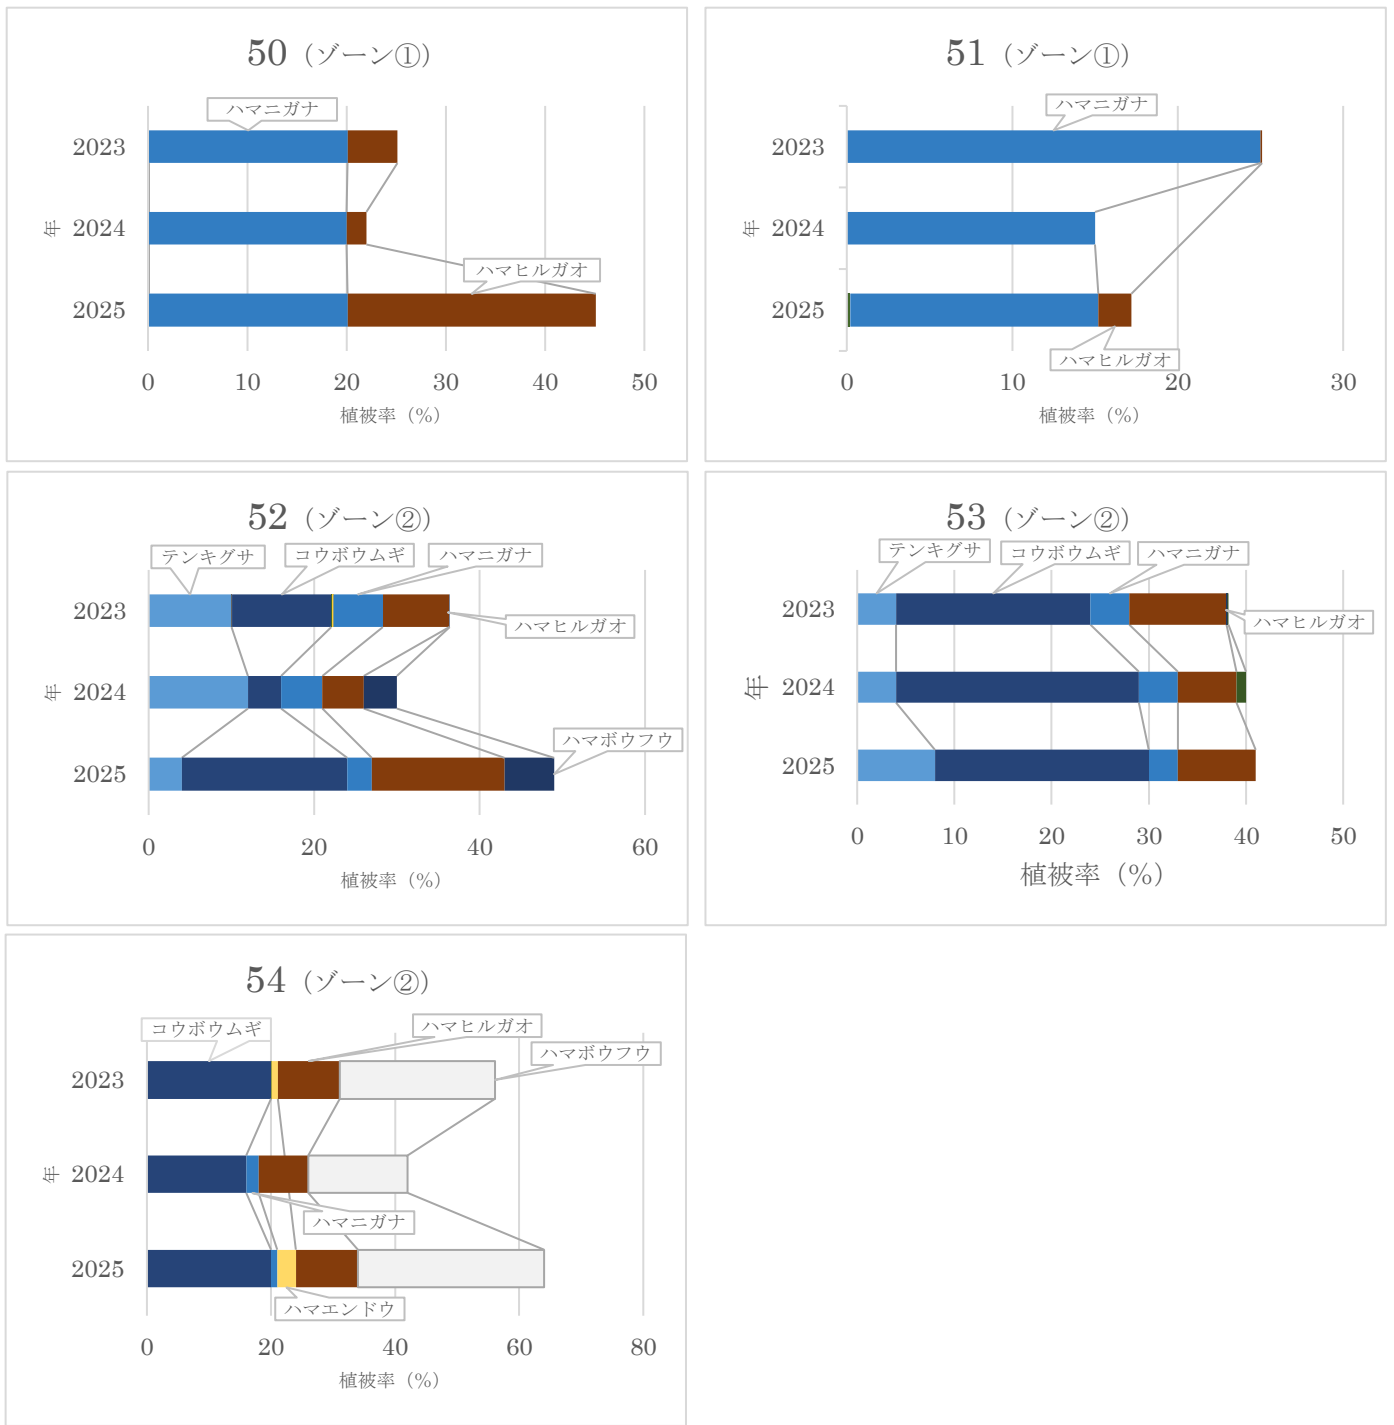 50（ゾーン①）
ハマニガナ
2023
年 2024
ハマヒルガオ
2025
0 10 20 30 40 50
植被率（%）
51（ゾーン①）
ハマニガナ
2023
年 2024
2025
ハマヒルガオ
0 10 20 30
植被率（%）
52（ゾーン②）
テンキグサ コウボウムギ ハマニガナ
2023
ハマヒルガオ
年 2024
ハマボウフウ
2025
0 20 40 60
植被率（%）
53（ゾーン②）
テンキグサ コウボウムギ ハマニガナ
2023
ハマヒルガオ
年 2024
2025
0 10 20 30 40 50
植被率（%）
54（ゾーン②）
コウボウムギ ハマヒルガオ
ハマボウフウ
2023
年 2024
ハマニガナ
2025
ハマエンドウ
0 20 40 60 80
植被率（%）